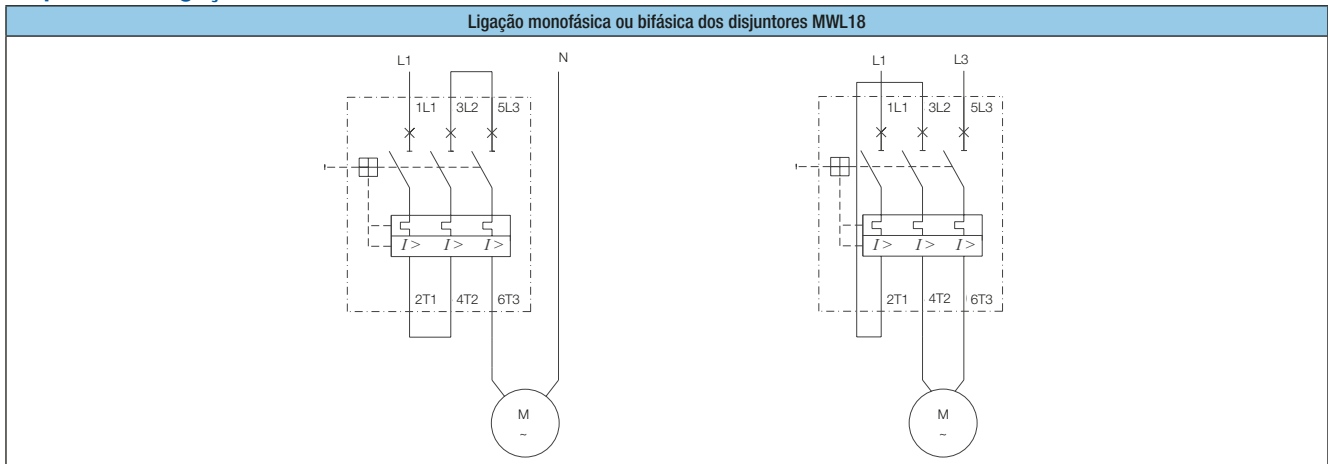 Ligação monofásica ou bifásica dos disjuntores MWL18
L1 N
1L1 3L2 5L3
I > I > I >
2T1 4T2 6T3
M
~
L1 L3
1L1 3L2 5L3
I > I > I >
2T1 4T2 6T3
M
~